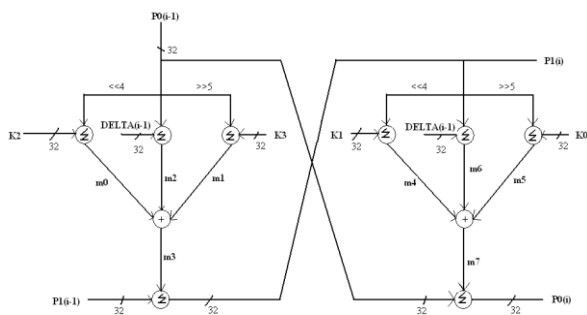 P0(i-1)
32
P1(i)
<<4
>>5
<<4
>>5
K2
32
DELTA(i-1)
32
32
K3
K1
32
DELTA(i-1)
32
32
K0
m0
m2
m1
m4
m6
m5
+
+
m3
m7
P1(i-1)
32
32
32
32
P0(i)